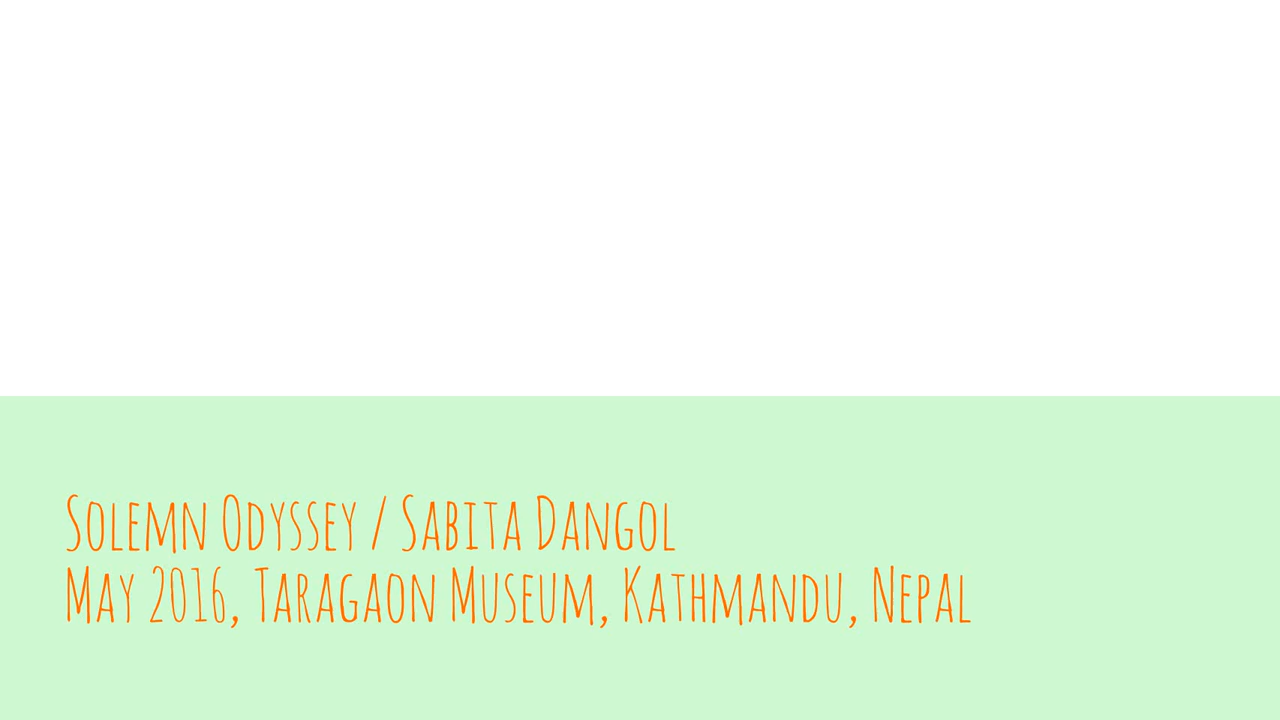 Solemn Odyssey / Sabita Dangol
May 2016, Taragaon Museum, Kathmandu, Nepal